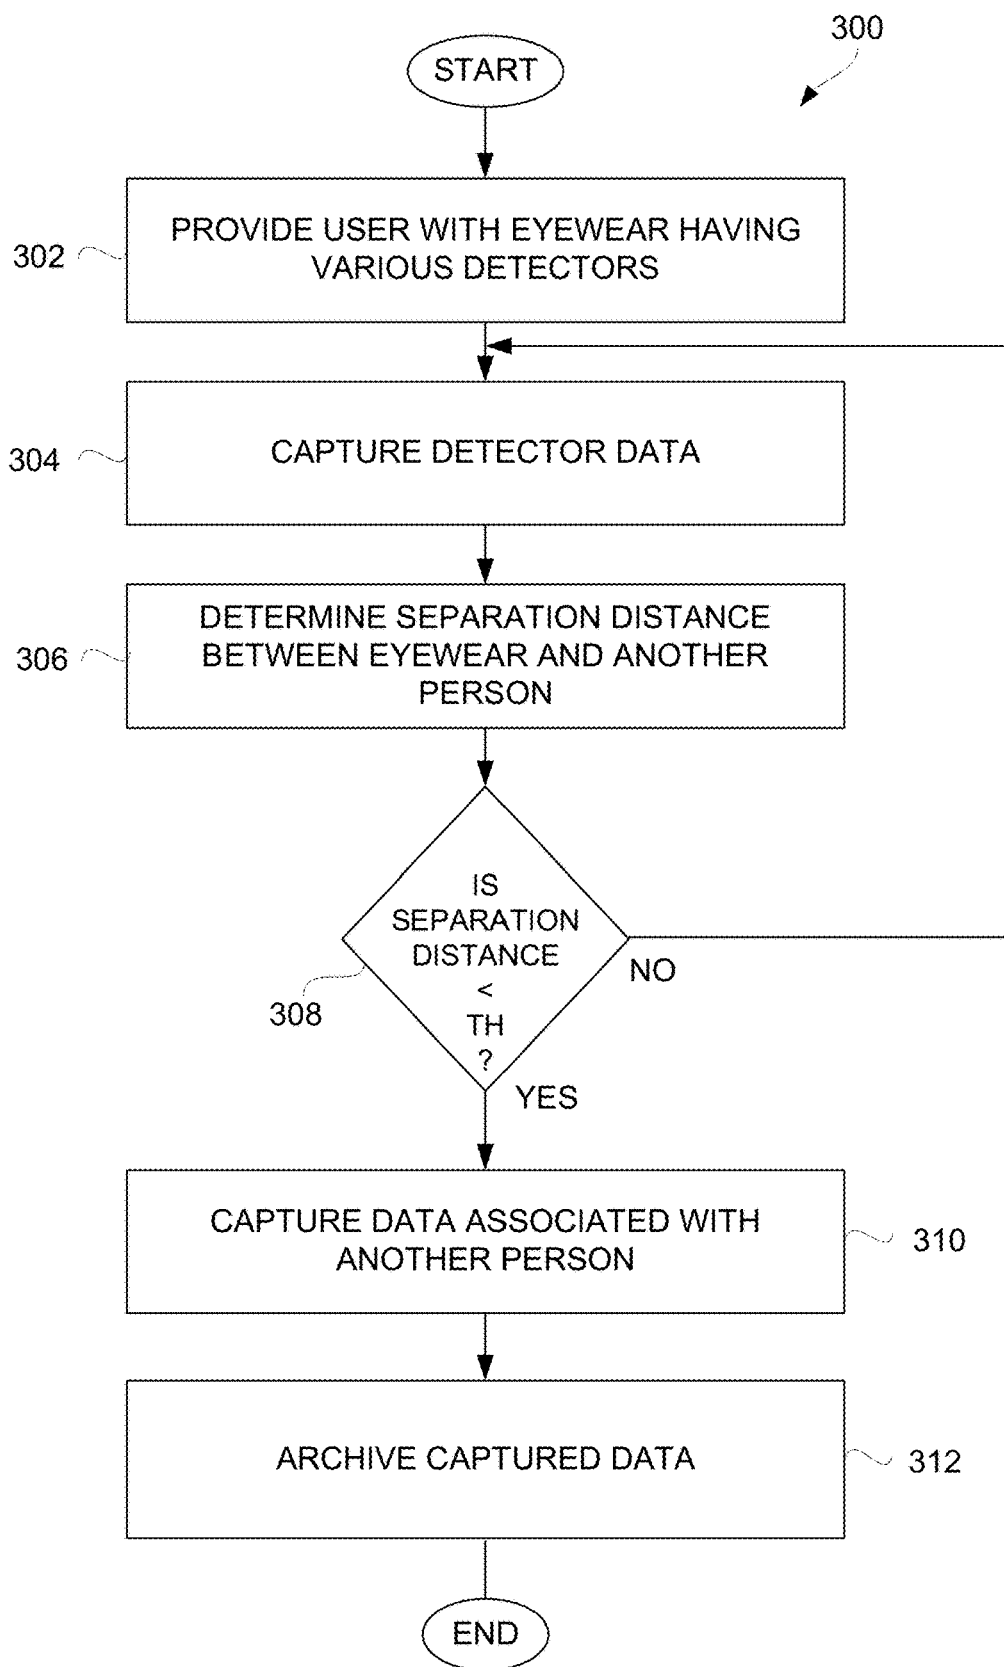 300
START
302
PROVIDE USER WITH EYEWEAR HAVING
VARIOUS DETECTORS
304
CAPTURE DETECTOR DATA
306
DETERMINE SEPARATION DISTANCE
BETWEEN EYEWEAR AND ANOTHER
PERSON
IS
SEPARATION
DISTANCE
<
TH
?
308
NO
YES
CAPTURE DATA ASSOCIATED WITH
ANOTHER PERSON
310
ARCHIVE CAPTURED DATA
312
END